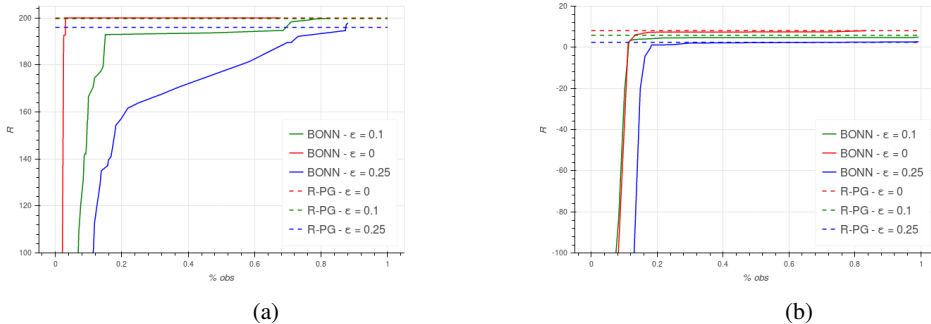 200
180
160
140
120
100
R
0
0.2
0.4
0.6
0.8
1
% obs
BONN - ε = 0.1
BONN - ε = 0
BONN - ε = 0.25
R-PG - ε = 0
R-PG - ε = 0.1
R-PG - ε = 0.25
(a)
20
0
-20
-40
-60
-80
-100
R
0
0.2
0.4
0.6
0.8
1
% obs
BONN - ε = 0.1
BONN - ε = 0
BONN - ε = 0.25
R-PG - ε = 0
R-PG - ε = 0.1
R-PG - ε = 0.25
(b)